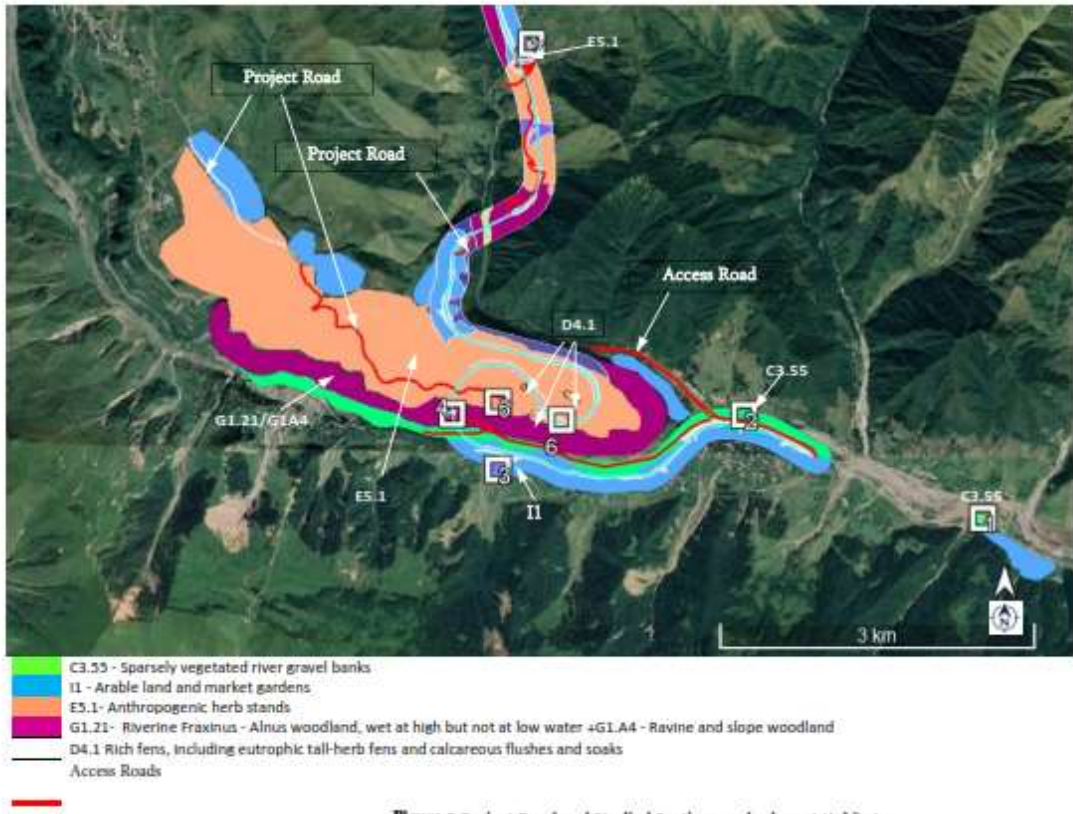 E5.1
Project Road
Project Road
Access Road
D4.1
C3.55
2
G1.21/G1A4
4
5
6
E5.1
3
I1
C3.55
1
N
3 km
C3.55 - Sparsely vegetated river gravel banks
I1 - Arable land and market gardens
E5.1- Anthropogenic herb stands
G1.21- Riverine Fraxinus - Alnus woodland, wet at high but not at low water +G1.A4 - Ravine and slope woodland
D4.1 Rich fens, including eutrophic tall-herb fens and calcareous flushes and soaks
Access Roads